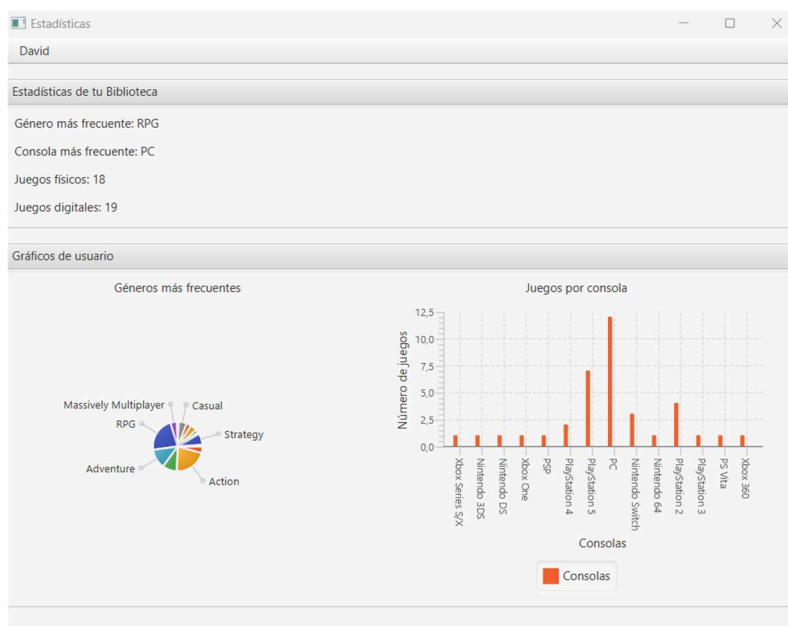 Estadísticas
David
Estadísticas de tu Biblioteca
Género más frecuente: RPG
Consola más frecuente: PC
Juegos físicos: 18
Juegos digitales: 19
Gráficos de usuario
Géneros más frecuentes
Massively Multiplayer
Casual
RPG
Strategy
Adventure
Action
Juegos por consola
Número de juegos
12,5
10,0
7,5
5,0
2,5
0,0
Xbox Series S/X
Nintendo 3DS
Nintendo DS
Xbox One
PSP
PlayStation 4
PlayStation 5
PC
Nintendo Switch
Nintendo 64
PlayStation 2
PlayStation 3
PS Vita
Xbox 360
Consolas
Consolas